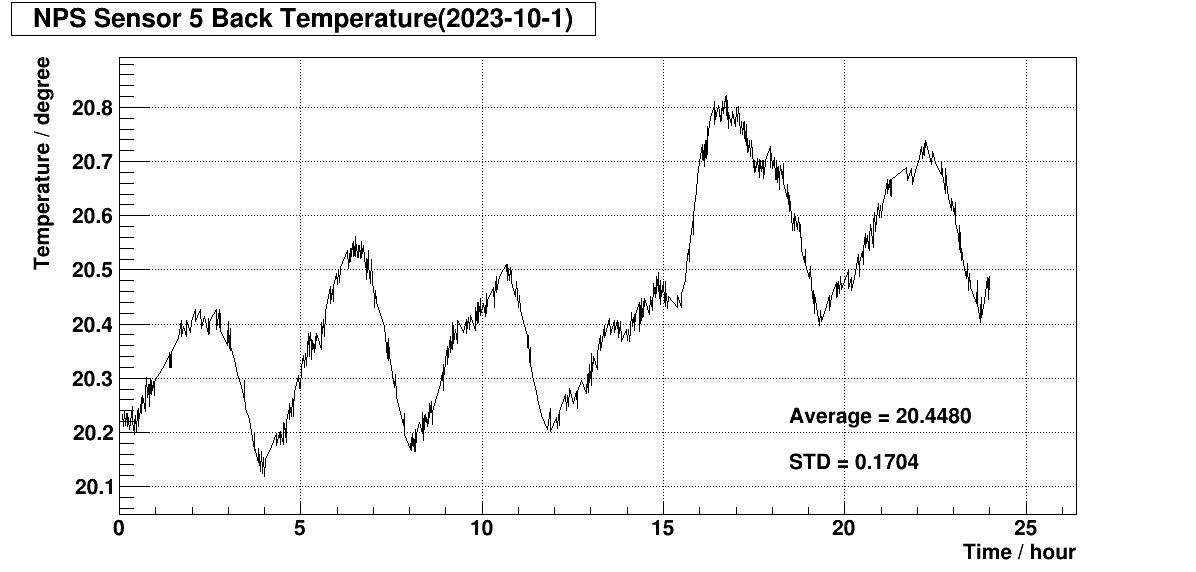 NPS Sensor 5 Back Temperature(2023-10-1)
Temperature / degree
20.8
20.7
20.6
20.5
20.4
20.3
20.2
20.1
Average = 20.4480
STD = 0.1704
0 5 10 15 20 25
Time / hour